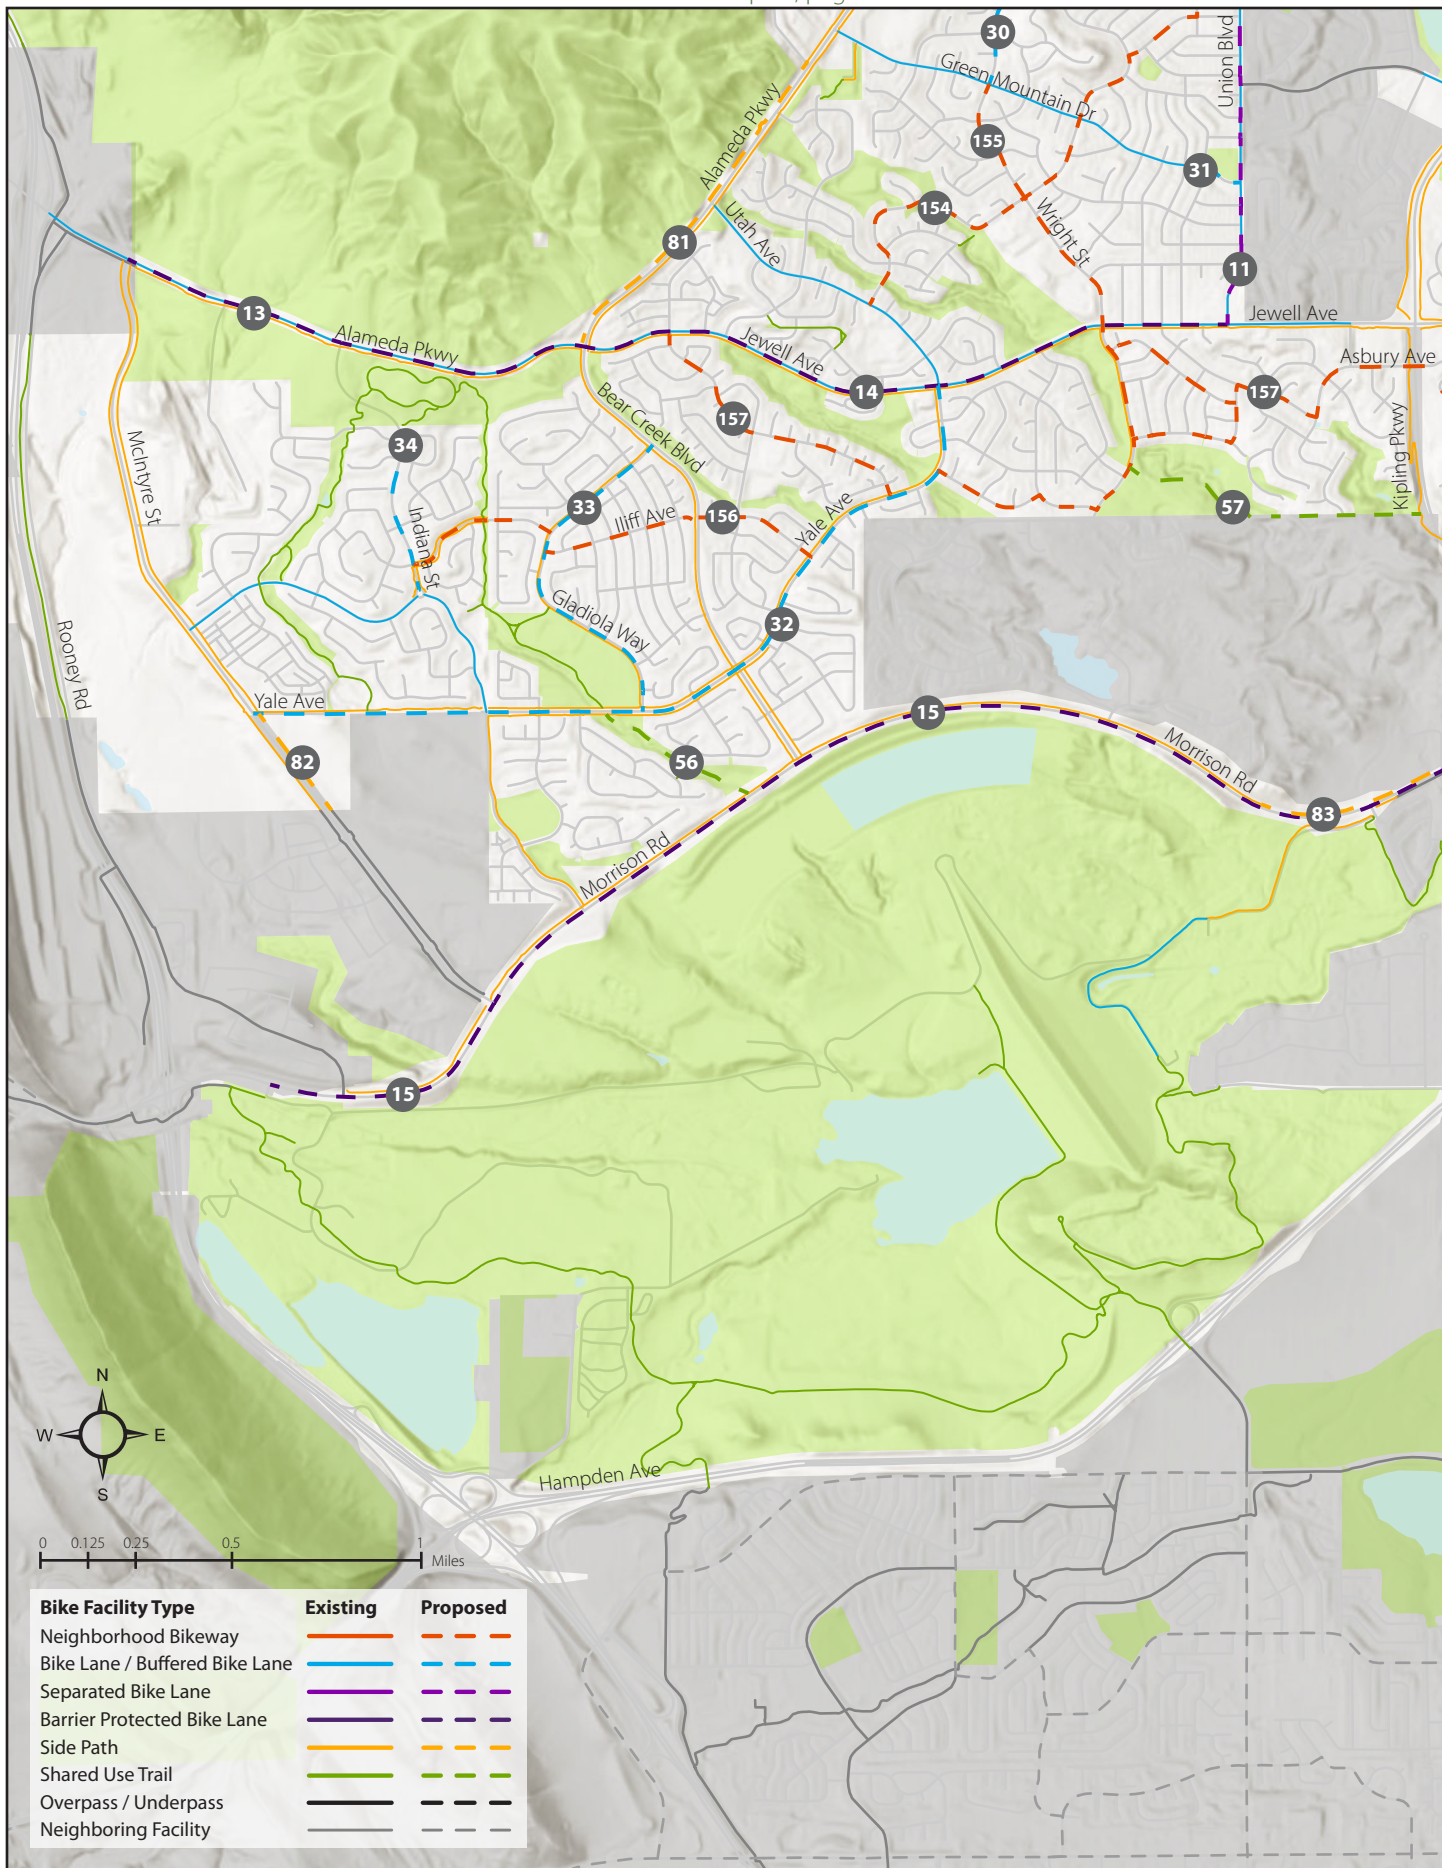 30
Union Blvd
Green Mountain Dr
Alameda Pkwy
155
31
154
Utah Ave
Wright St
81
11
13
Jewell Ave
Alameda Pkwy
Jewell Ave
Asbury Ave
14
157
Bear Creek Blvd
157
McIntyre St
34
Kipling Pkwy
33
Iliff Ave
156
57
Indiana St
Yale Ave
Gladiola Way
32
Rooney Rd
Yale Ave
15
82
56
Morrison Rd
83
Morrison Rd
15
N
W
E
S
Hampden Ave
0 0.125 0.25 0.5 1
Miles
Bike Facility Type Existing Proposed
Neighborhood Bikeway
Bike Lane / Buffered Bike Lane
Separated Bike Lane
Barrier Protected Bike Lane
Side Path
Shared Use Trail
Overpass / Underpass
Neighboring Facility